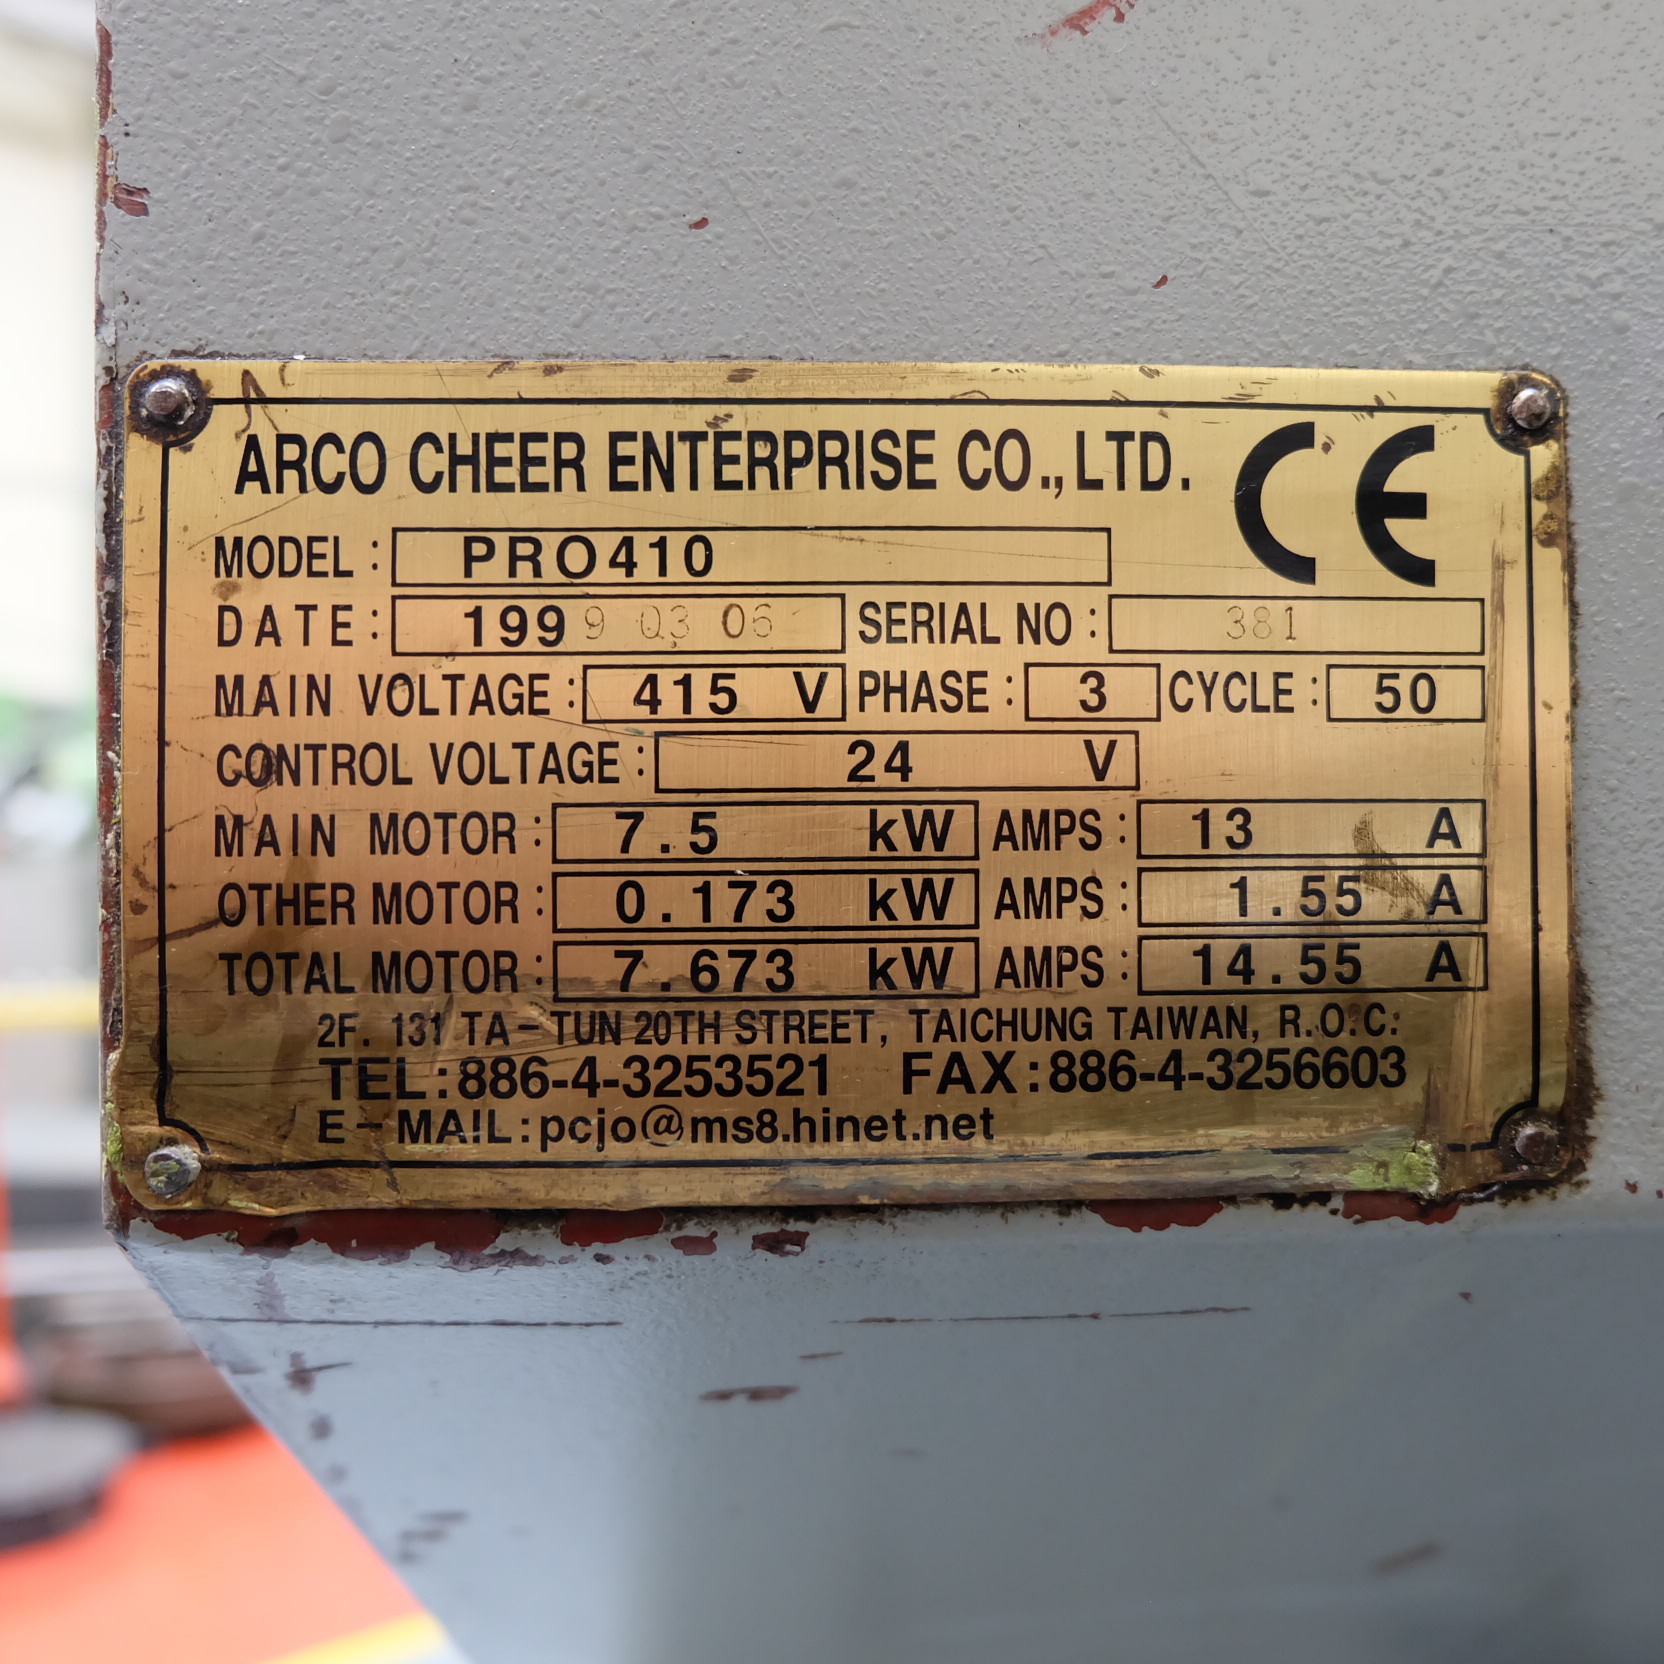 ARCO CHEER ENTERPRISE CO., LTD. CE
MODEL : PRO410
DATE : 1999 03 06 SERIAL NO : 381
MAIN VOLTAGE : 415 V PHASE : 3 CYCLE : 50
CONTROL VOLTAGE : 24 V
MAIN MOTOR : 7.5 kW AMPS : 13 A
OTHER MOTOR : 0.173 kW AMPS : 1.55 A
TOTAL MOTOR : 7.673 kW AMPS : 14.55 A
2F. 131 TA-TUN 20TH STREET, TAICHUNG TAIWAN, R.O.C.
TEL:886-4-3253521 FAX:886-4-3256603
E-MAIL:pcjo@ms8.hinet.net